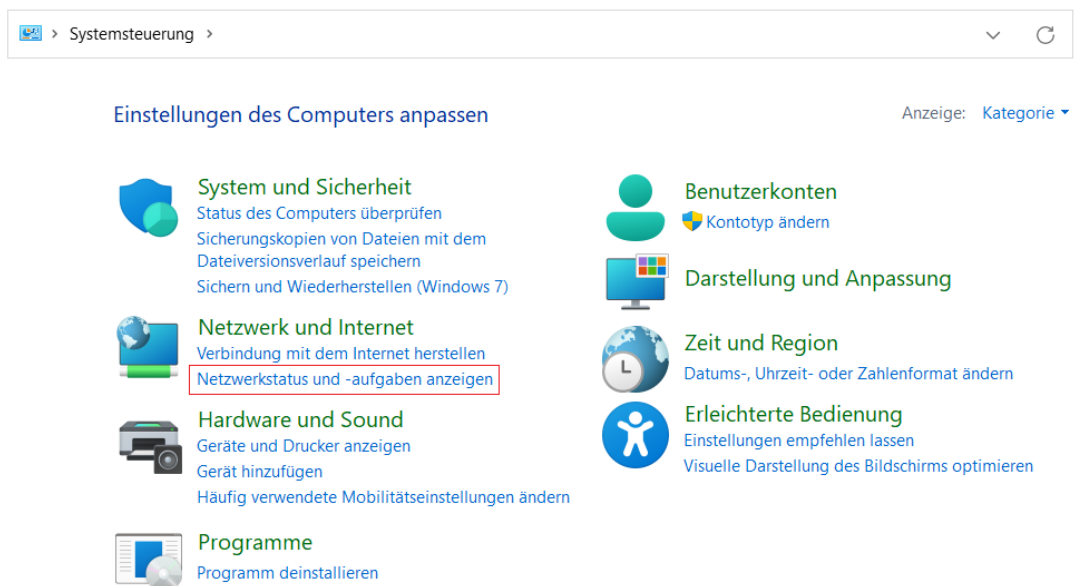 Systemsteuerung
Einstellungen des Computers anpassen
Anzeige: Kategorie
System und Sicherheit
Status des Computers überprüfen
Sicherungskopien von Dateien mit dem
Dateiversionsverlauf speichern
Sichern und Wiederherstellen (Windows 7)
Netzwerk und Internet
Verbindung mit dem Internet herstellen
Netzwerkstatus und -aufgaben anzeigen
Hardware und Sound
Geräte und Drucker anzeigen
Gerät hinzufügen
Häufig verwendete Mobilitätseinstellungen ändern
Programme
Programm deinstallieren
Benutzerkonten
Kontotyp ändern
Darstellung und Anpassung
Zeit und Region
Datums-, Uhrzeit- oder Zahlenformat ändern
Erleichterte Bedienung
Einstellungen empfehlen lassen
Visuelle Darstellung des Bildschirms optimieren